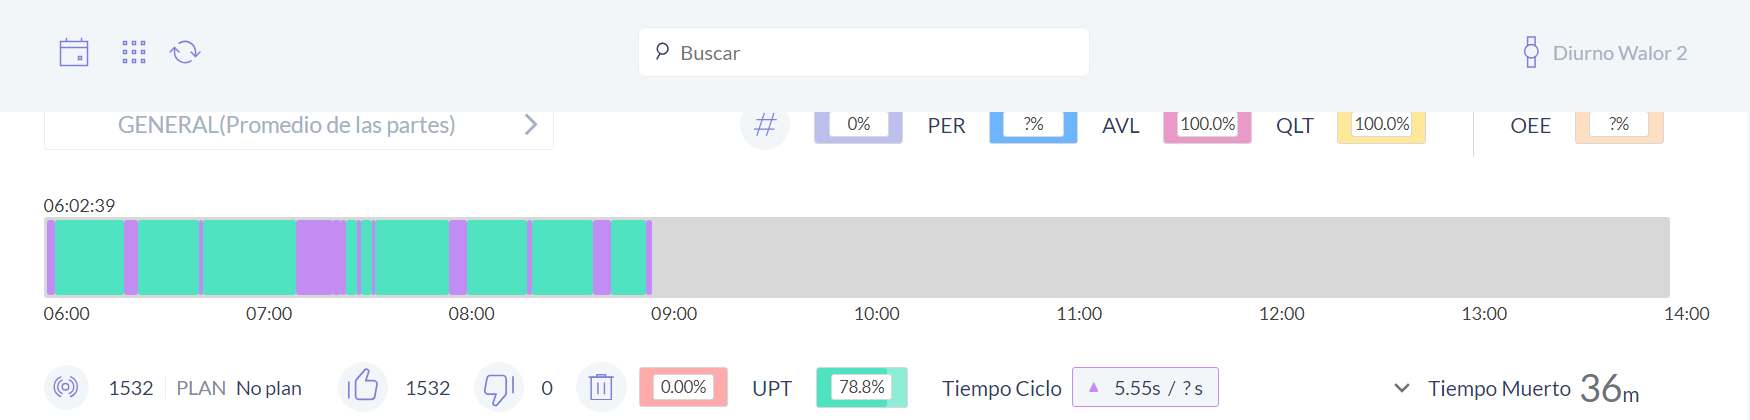 Buscar
Diurno Walor 2
GENERAL(Promedio de las partes)
# 0% PER ?% AVL 100.0% QLT 100.0% OEE ?%
06:02:39
06:00 07:00 08:00 09:00 10:00 11:00 12:00 13:00 14:00
1532 PLAN No plan 1532 0 0.00% UPT 78.8% Tiempo Ciclo ▲ 5.55s / ? s Tiempo Muerto 36m